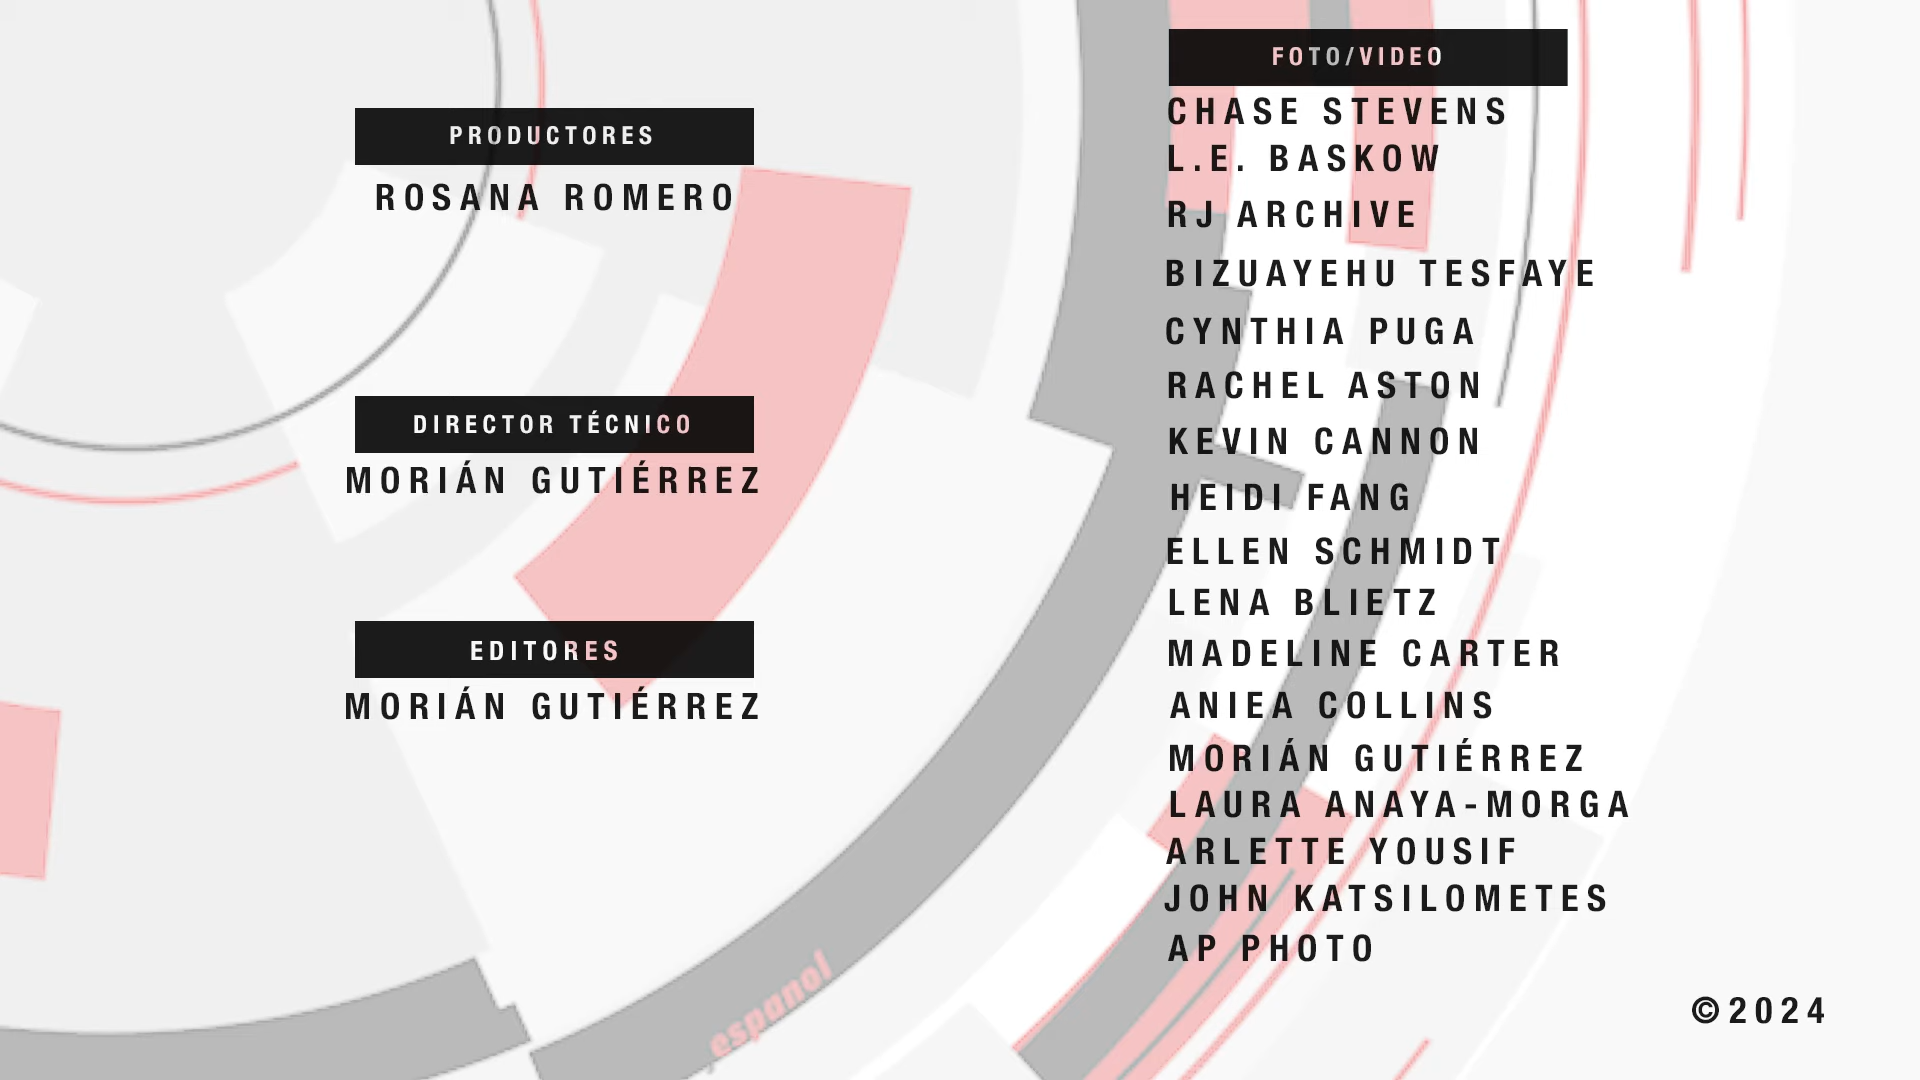 PRODUCTORES
ROSANA ROMERO
DIRECTOR TÉCNICO
MORIÁN GUTIÉRREZ
EDITORES
MORIÁN GUTIÉRREZ
FOTO/VIDEO
CHASE STEVENS
L.E. BASKOW
RJ ARCHIVE
BIZUAYEHU TESFAYE
CYNTHIA PUGA
RACHEL ASTON
KEVIN CANNON
HEIDI FANG
ELLEN SCHMIDT
LENA BLIETZ
MADELINE CARTER
ANIEA COLLINS
MORIÁN GUTIÉRREZ
LAURA ANAYA-MORGA
ARLETTE YOUSIF
JOHN KATSILOMETES
AP PHOTO
©2024
espanol